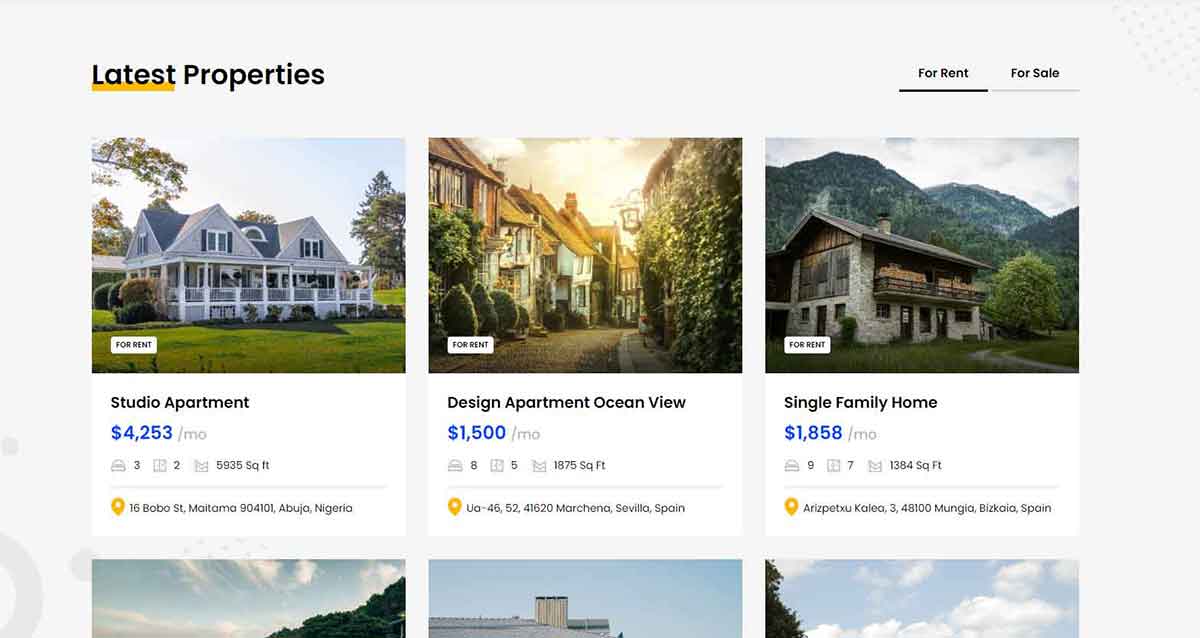 Latest Properties
For Rent For Sale
FOR RENT
FOR RENT
FOR RENT
Studio Apartment
$4,253 /mo
3 2 5935 Sq ft
16 Bobo St, Maitama 904101, Abuja, Nigeria
Design Apartment Ocean View
$1,500 /mo
8 5 1875 Sq Ft
Ua-46, 52, 41620 Marchena, Sevilla, Spain
Single Family Home
$1,858 /mo
9 7 1384 Sq Ft
Arizpetxu Kalea, 3, 48100 Mungia, Bizkaia, Spain